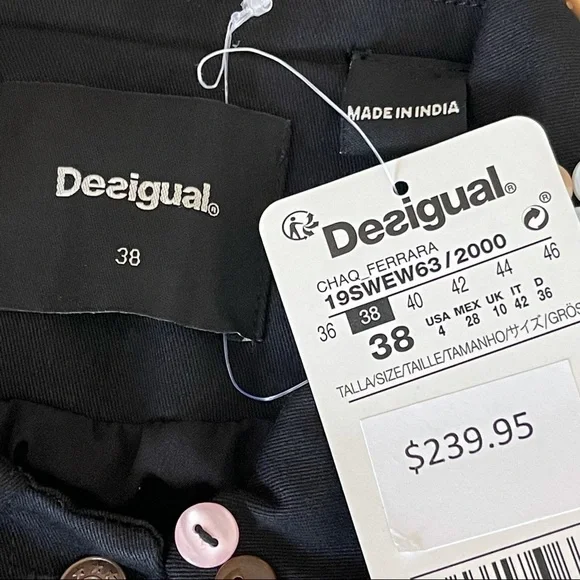 Desigual®
38
MADE IN INDIA
Desigual®
CHAQ_FERRARA
19SWEW63/2000
36 38 40 42 44 46
38 USA 4 MEX 28 UK 10 IT 42 D 36
TALLA/SIZE/TAILLE/TAMANHO/サイズ/GRÖS
$239.95